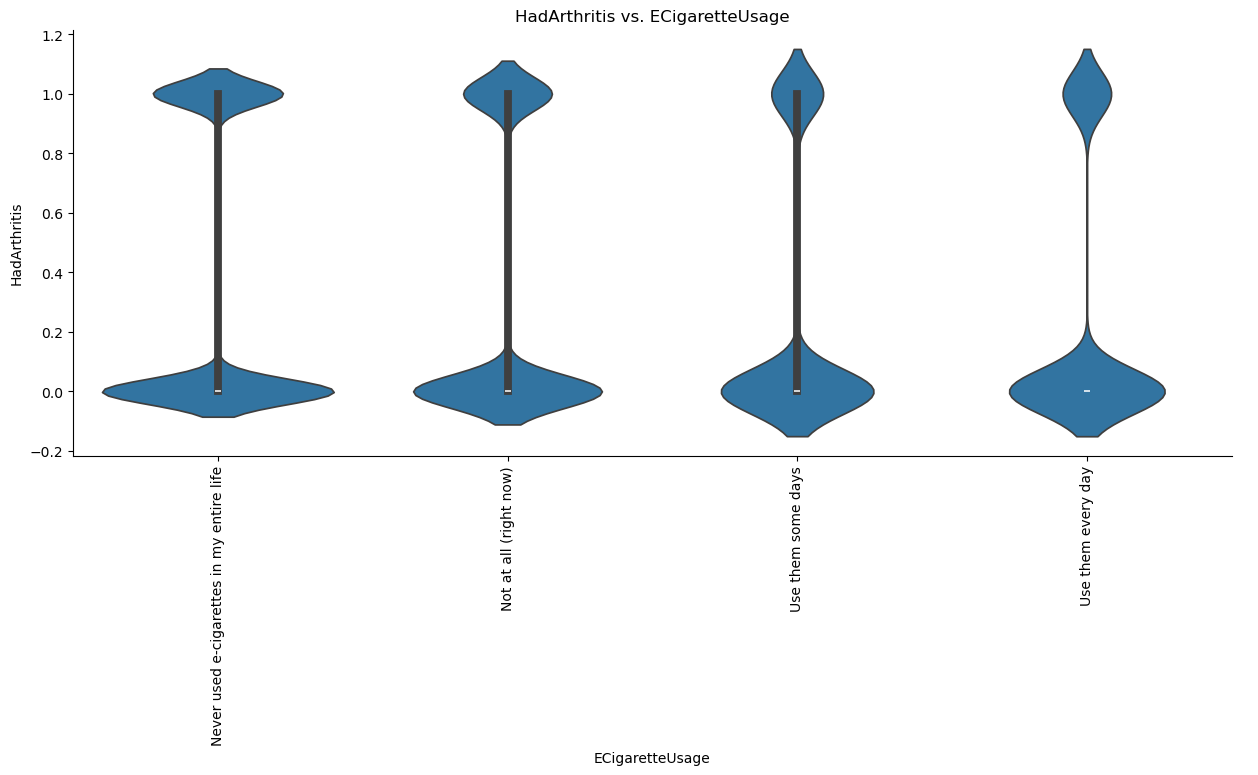 HadArthritis vs. ECigaretteUsage
HadArthritis
1.2
1.0
0.8
0.6
0.4
0.2
0.0
−0.2
Never used e-cigarettes in my entire life
Not at all (right now)
Use them some days
Use them every day
ECigaretteUsage